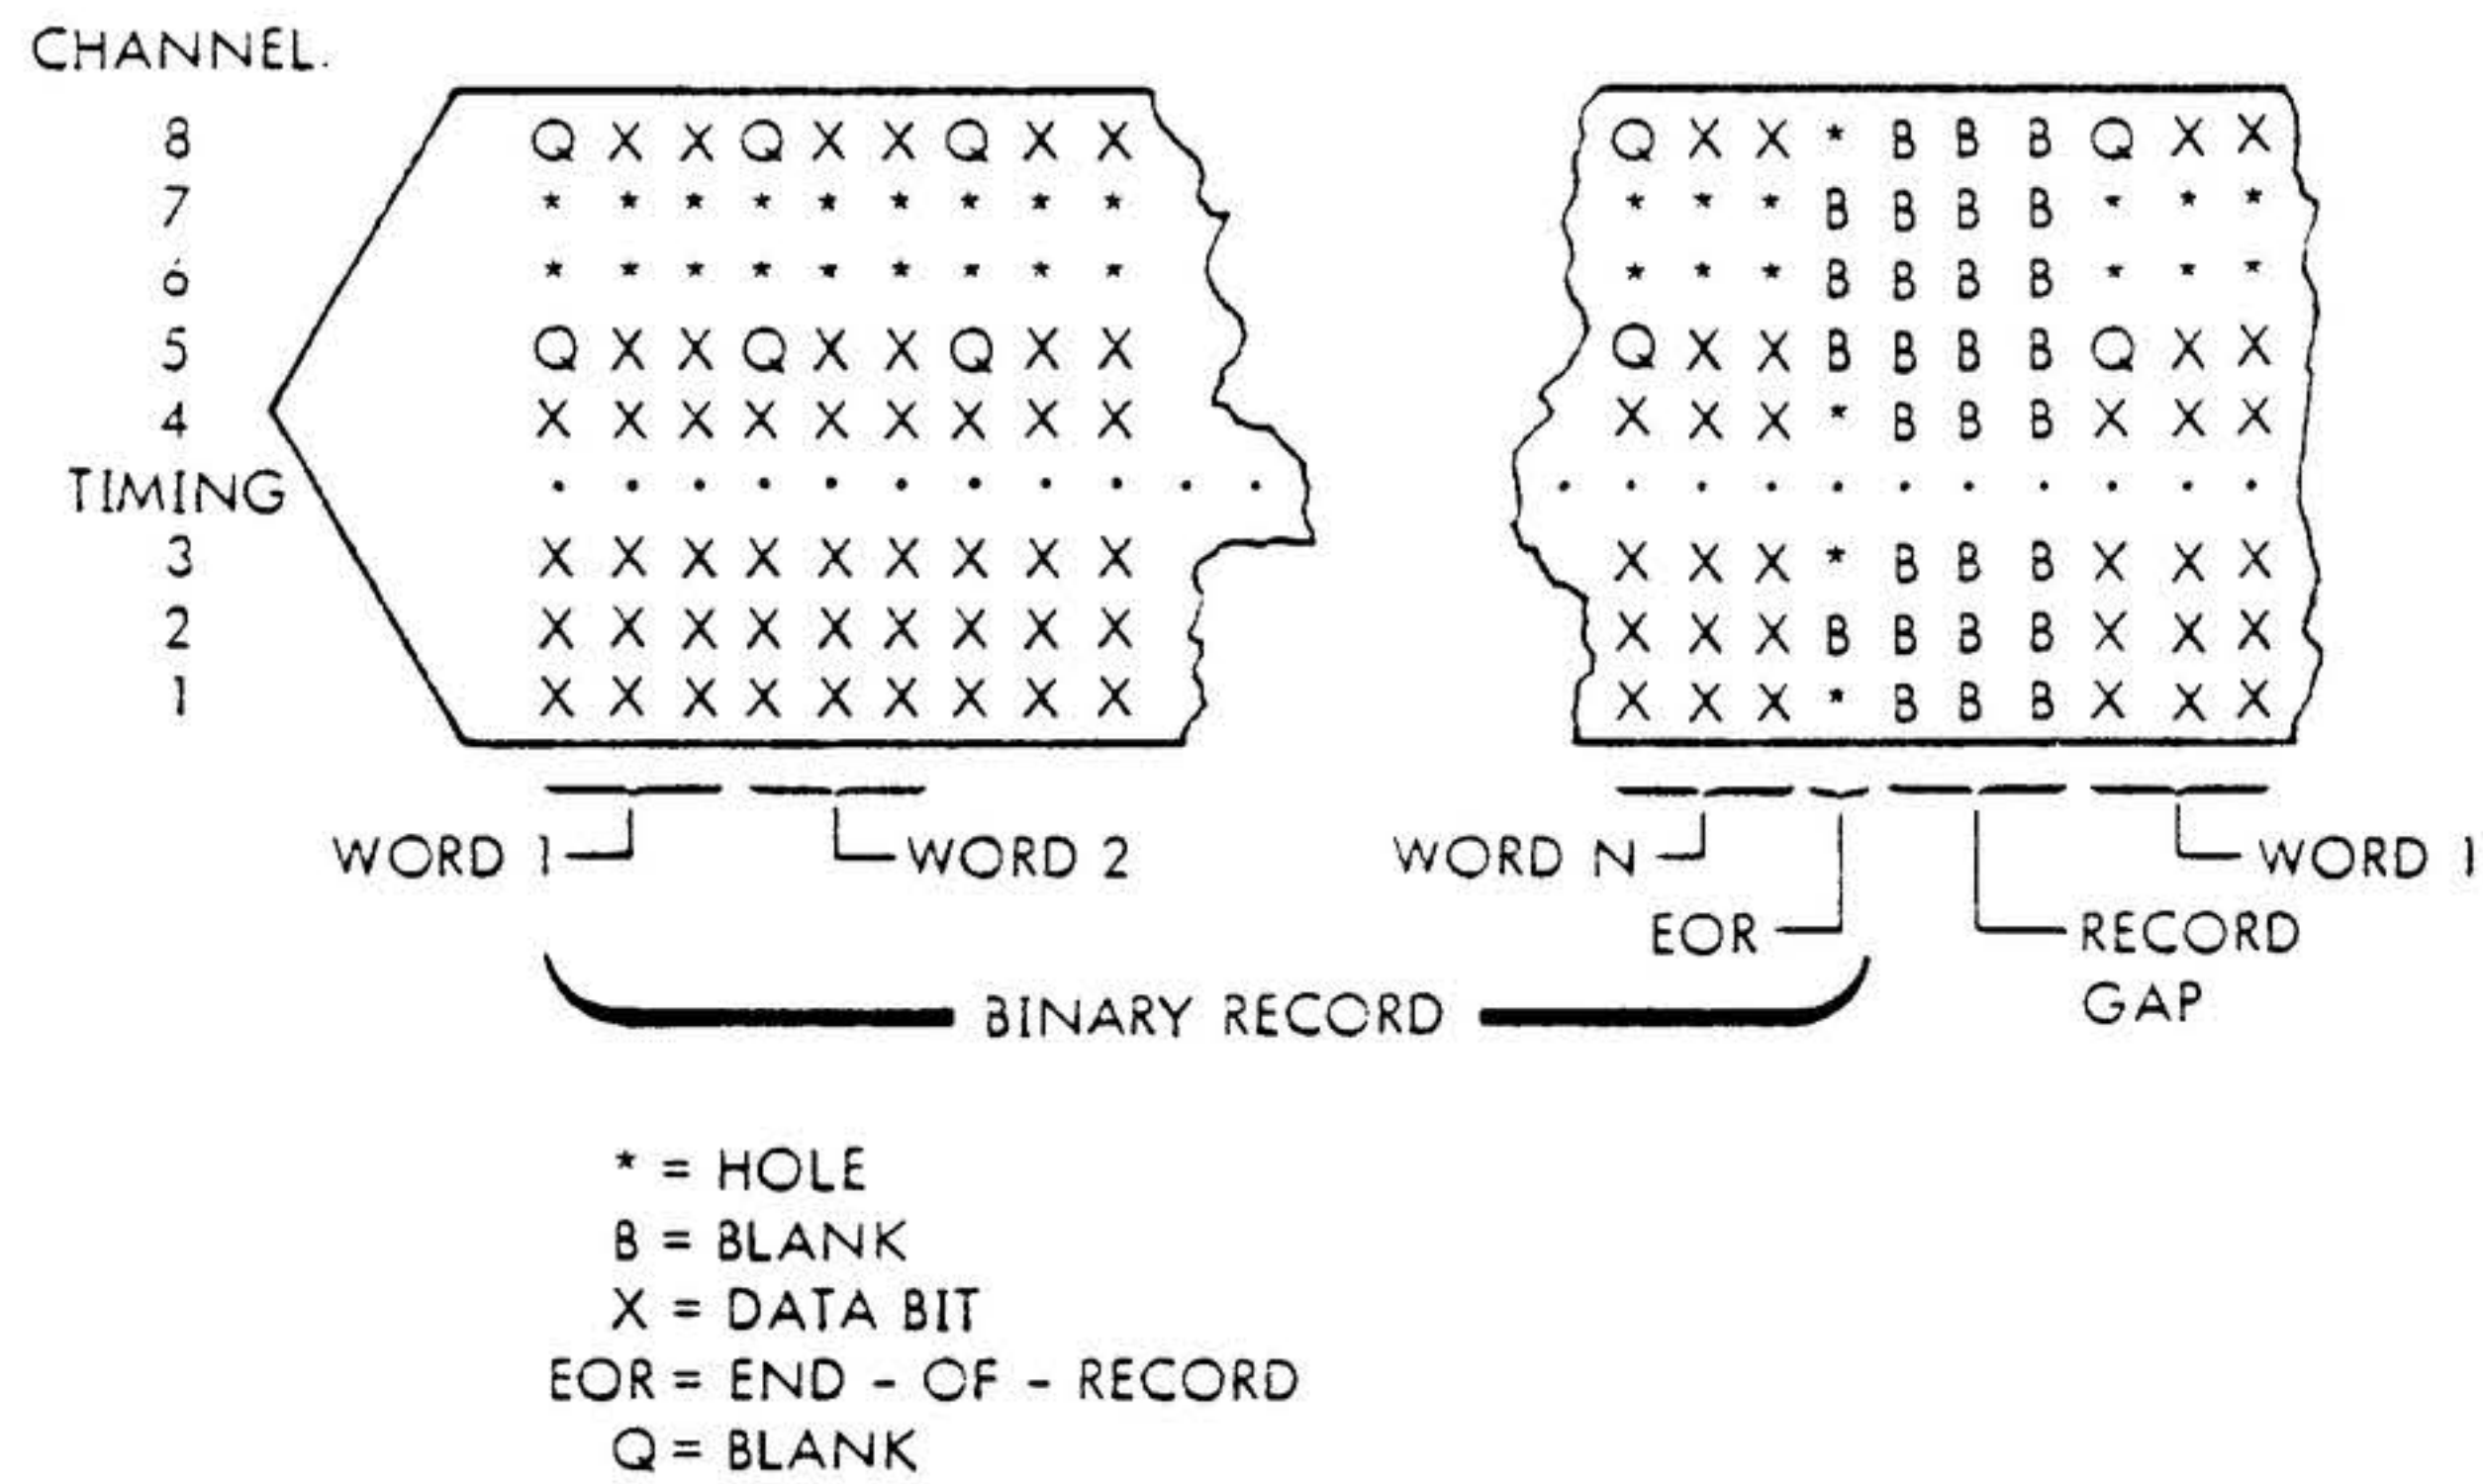 CHANNEL.
8 Q X X Q X X Q X X Q X X * B B B Q X X
7 * * * * * * * * * * * * B B B B * * *
6 * * * * * * * * * * * * B B B B * * *
5 Q X X Q X X Q X X Q X X B B B B Q X X
4 X X X X X X X X X X X X * B B B X X X
TIMING . . . . . . . . . . . . . . . . . . . . . .
3 X X X X X X X X X X X X * B B B X X X
2 X X X X X X X X X X X X B B B B X X X
1 X X X X X X X X X X X X * B B B X X X
WORD 1 WORD 2 WORD N WORD 1
EOR RECORD
GAP
BINARY RECORD
* = HOLE
B = BLANK
X = DATA BIT
EOR = END - OF - RECORD
Q = BLANK